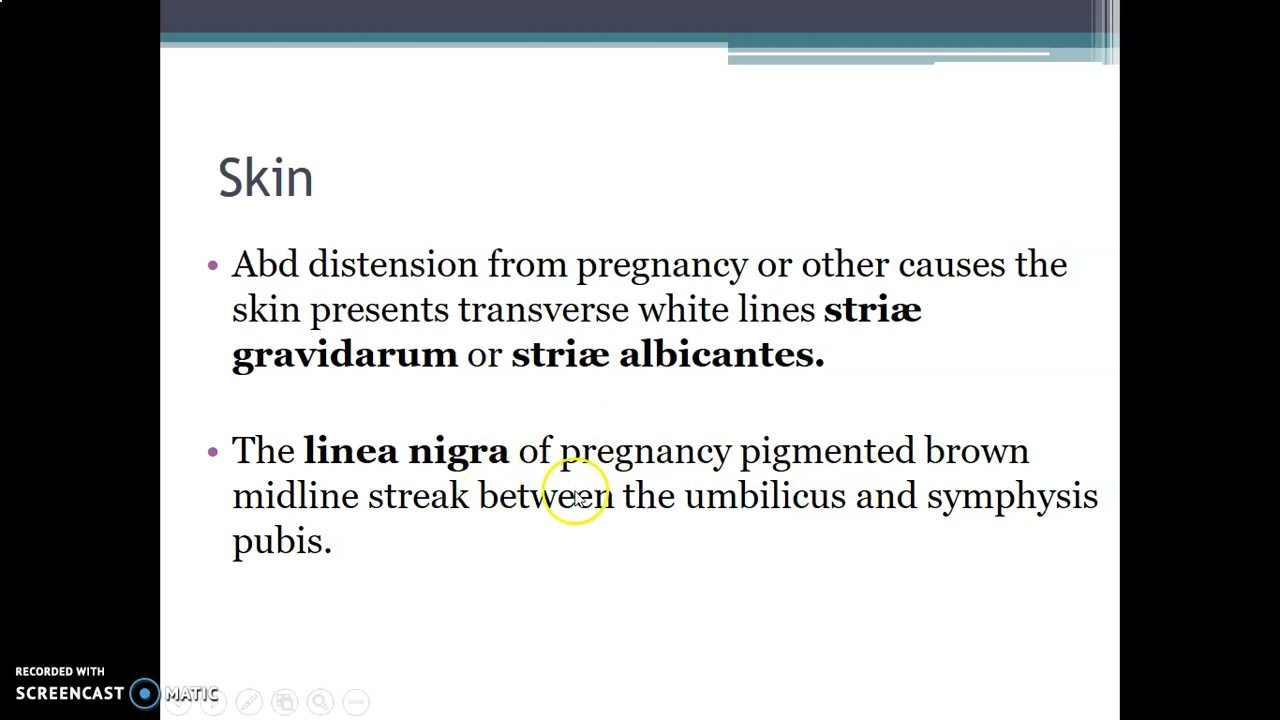 Skin
• Abd distension from pregnancy or other causes the
skin presents transverse white lines striæ
gravidarum or striæ albicantes.
• The linea nigra of pregnancy pigmented brown
midline streak between the umbilicus and symphysis
pubis.
RECORDED WITH
SCREENCAST MATIC